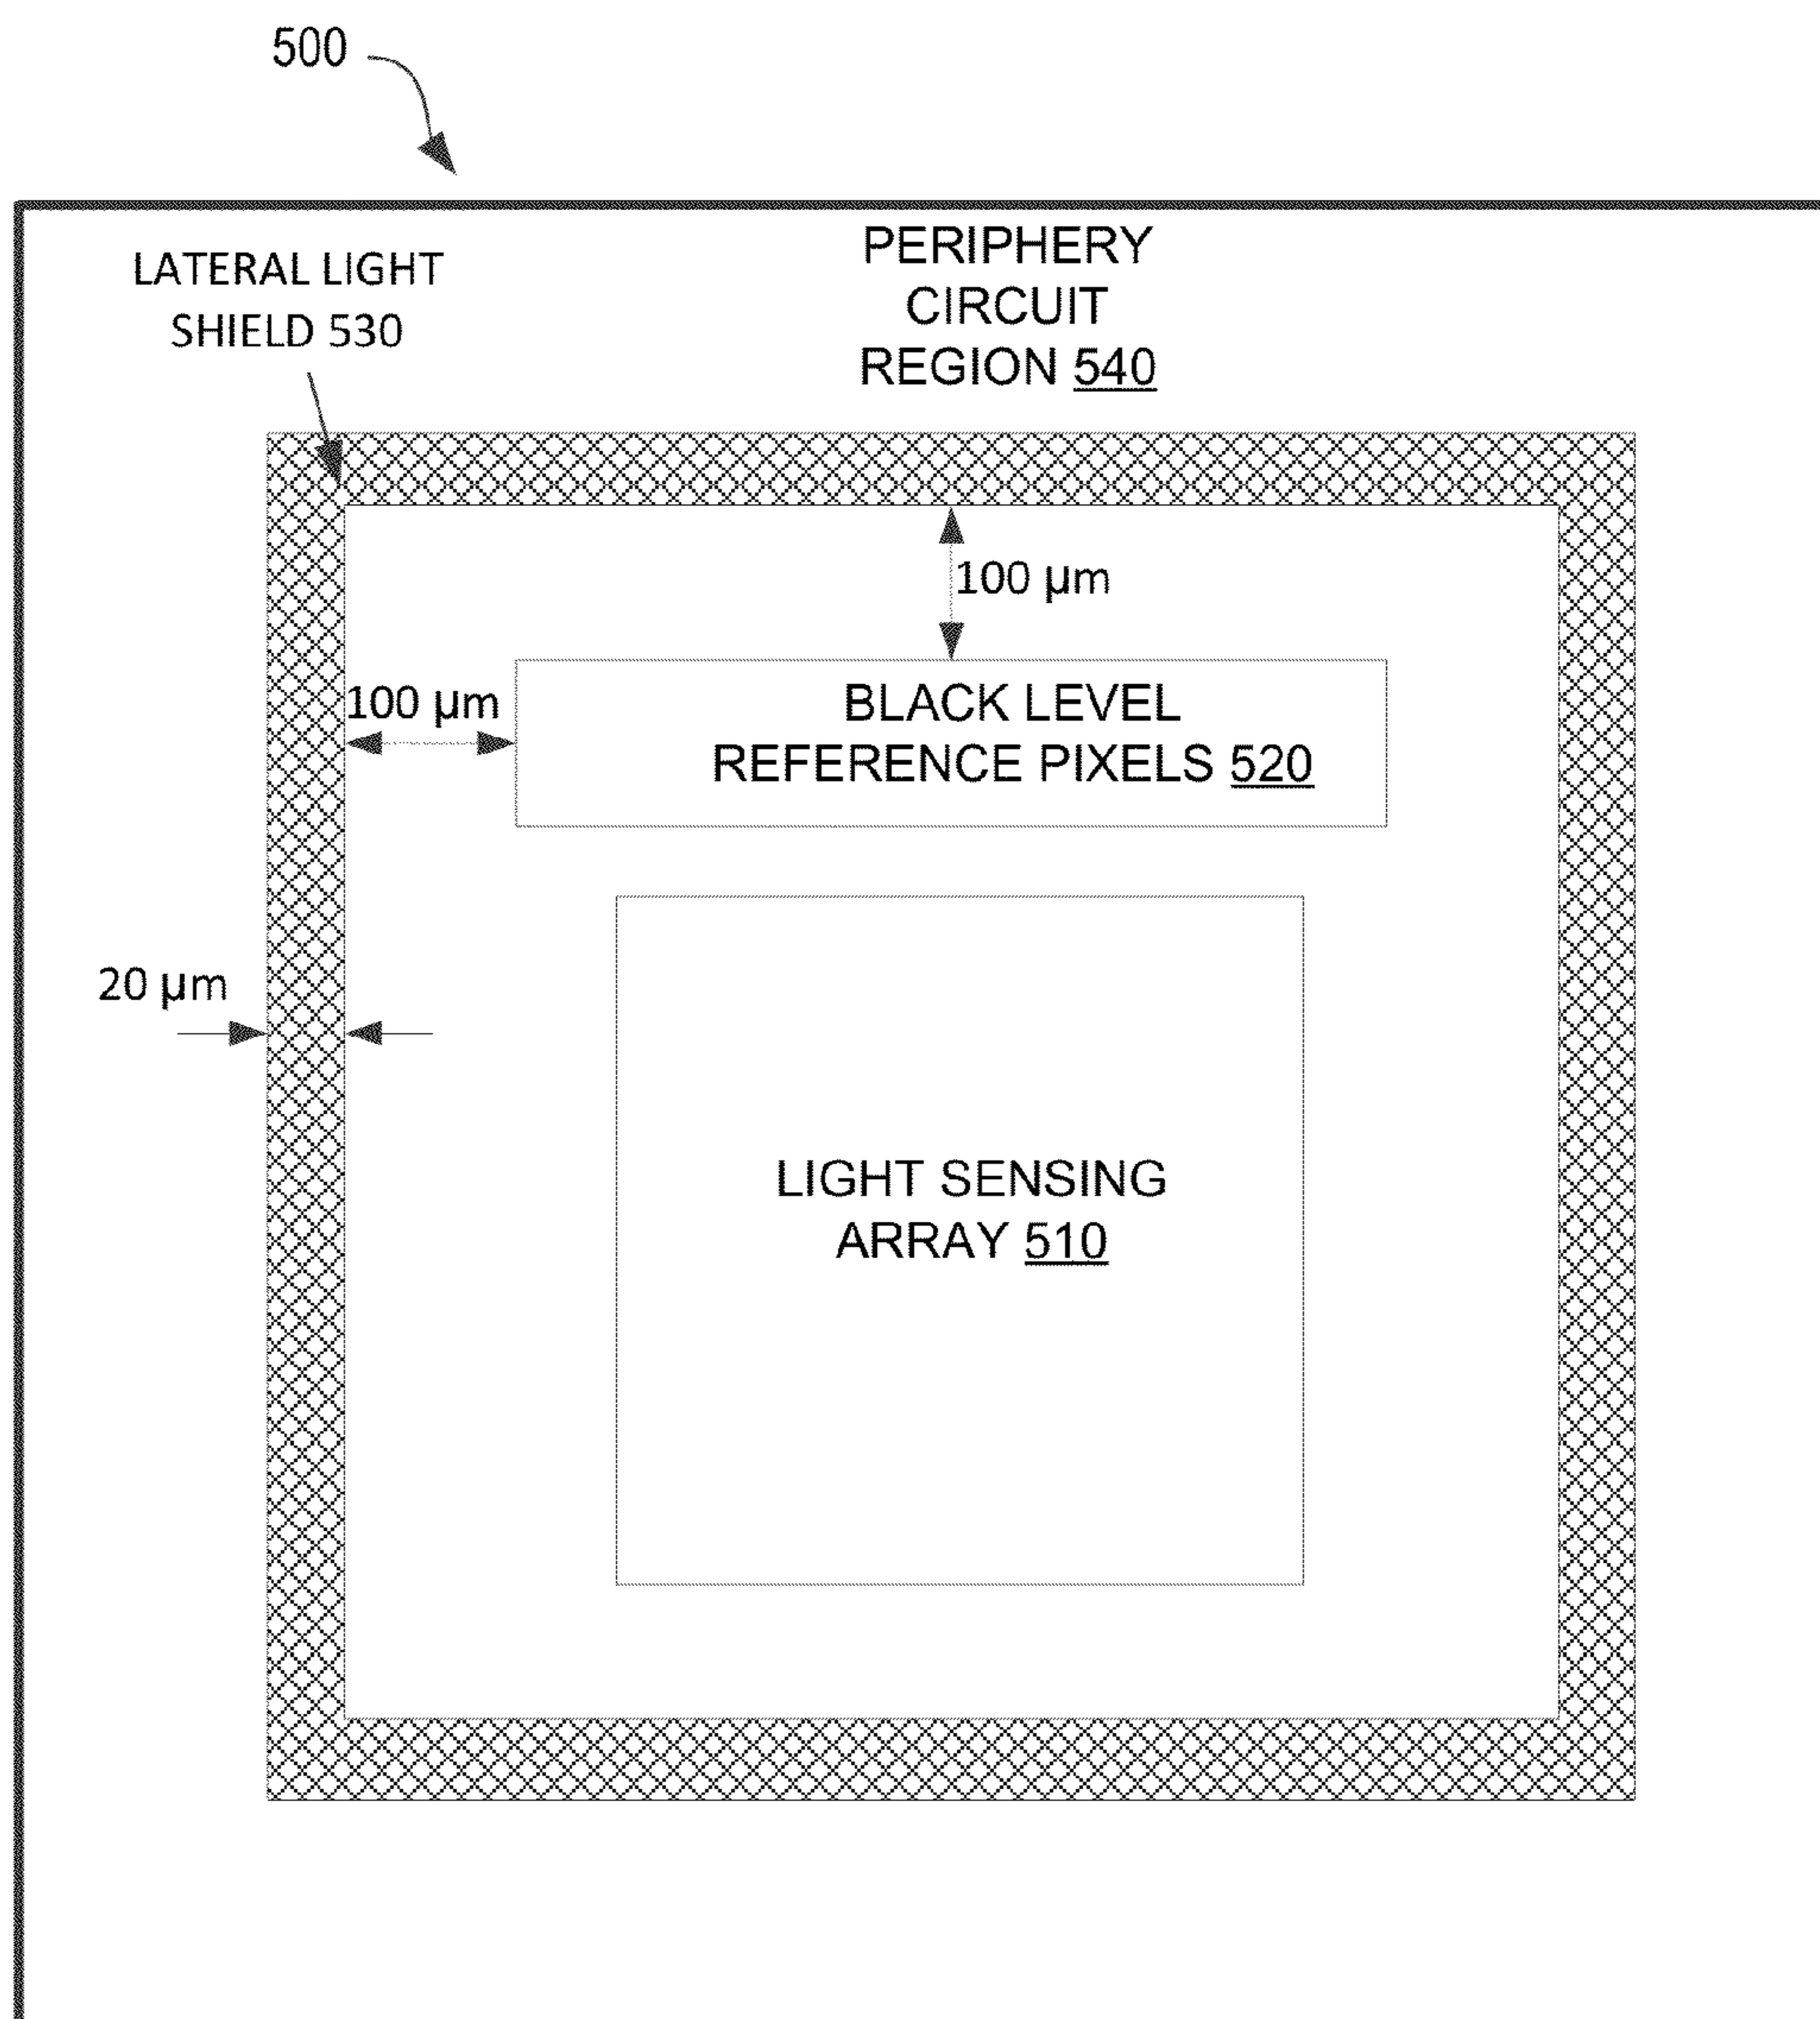 500
PERIPHERY
CIRCUIT
REGION 540
LATERAL LIGHT
SHIELD 530
100 µm
100 µm
BLACK LEVEL
REFERENCE PIXELS 520
20 µm
LIGHT SENSING
ARRAY 510